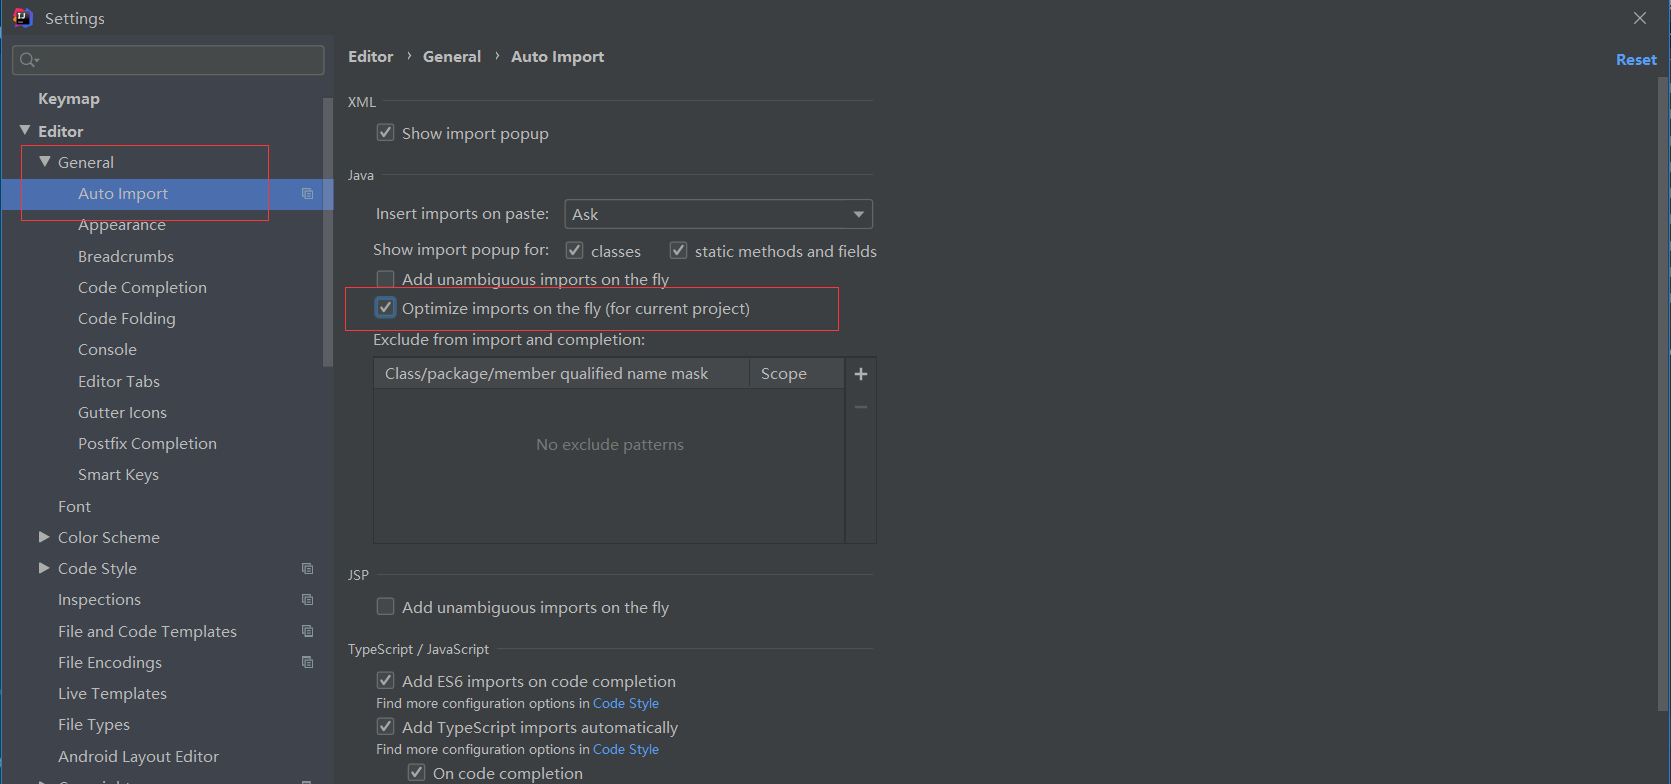 Settings
Keymap
Editor
General
Auto Import
Appearance
Breadcrumbs
Code Completion
Code Folding
Console
Editor Tabs
Gutter Icons
Postfix Completion
Smart Keys
Font
Color Scheme
Code Style
Inspections
File and Code Templates
File Encodings
Live Templates
File Types
Android Layout Editor
Editor › General › Auto Import
Reset
XML
Show import popup
Java
Insert imports on paste: Ask
Show import popup for: classes static methods and fields
Add unambiguous imports on the fly
Optimize imports on the fly (for current project)
Exclude from import and completion:
Class/package/member qualified name mask Scope
No exclude patterns
JSP
Add unambiguous imports on the fly
TypeScript / JavaScript
Add ES6 imports on code completion
Find more configuration options in Code Style
Add TypeScript imports automatically
Find more configuration options in Code Style
On code completion